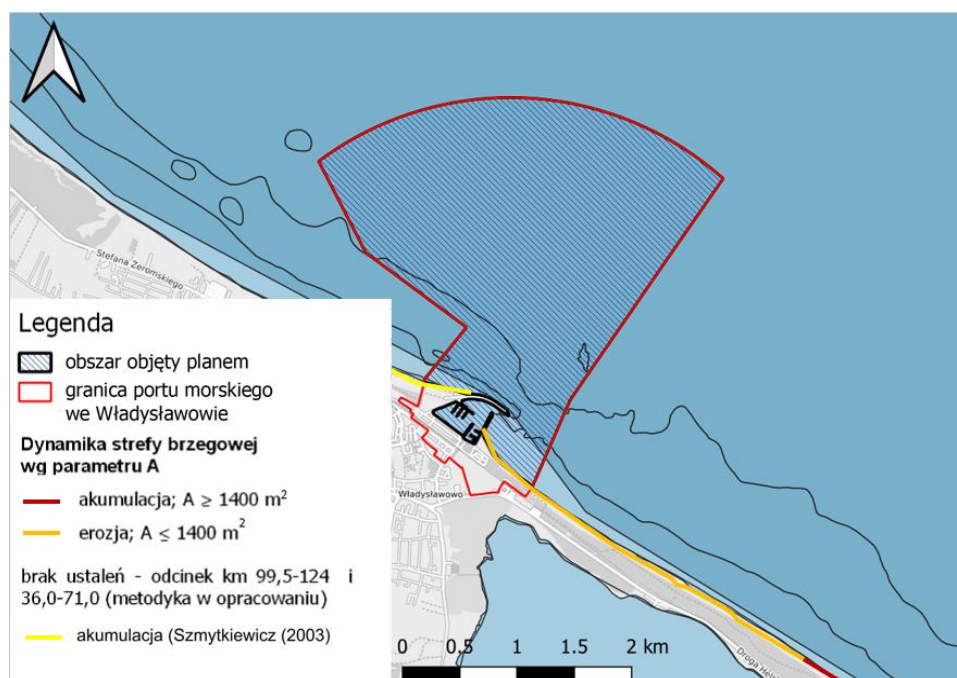 Stefana Żeromskiego
Legenda
obszar objęty planem
granica portu morskiego
we Władysławowie
Dynamika strefy brzegowej
wg parametru A
akumulacja; A ≥ 1400 m²
erozja; A ≤ 1400 m²
brak ustaleń - odcinek km 99,5-124 i
36,0-71,0 (metodyka w opracowaniu)
akumulacja (Szmytkiewicz (2003)
Władysławowo
0 0.5 1 1.5 2 km
Droga